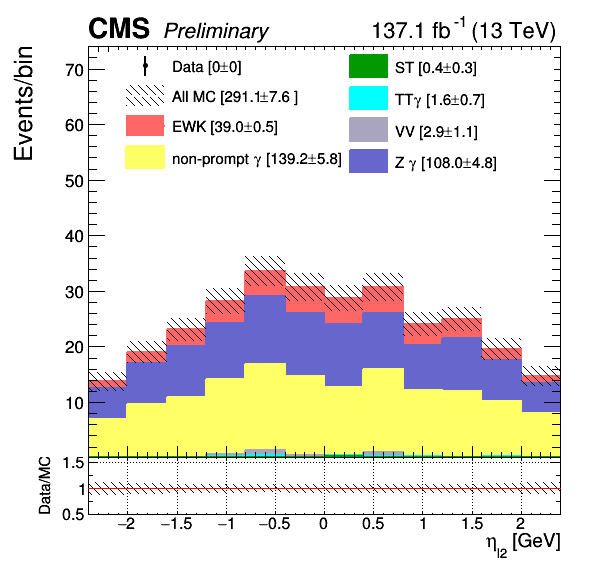 CMS Preliminary 137.1 fb⁻¹ (13 TeV)
Events/bin
Data [0±0]
All MC [291.1±7.6 ]
EWK [39.0±0.5]
non-prompt γ [139.2±5.8]
ST [0.4±0.3]
TTγ [1.6±0.7]
VV [2.9±1.1]
Z γ [108.0±4.8]
70
60
50
40
30
20
10
Data/MC
1.5
1
0.5
−2 −1.5 −1 −0.5 0 0.5 1 1.5 2
η_l2 [GeV]